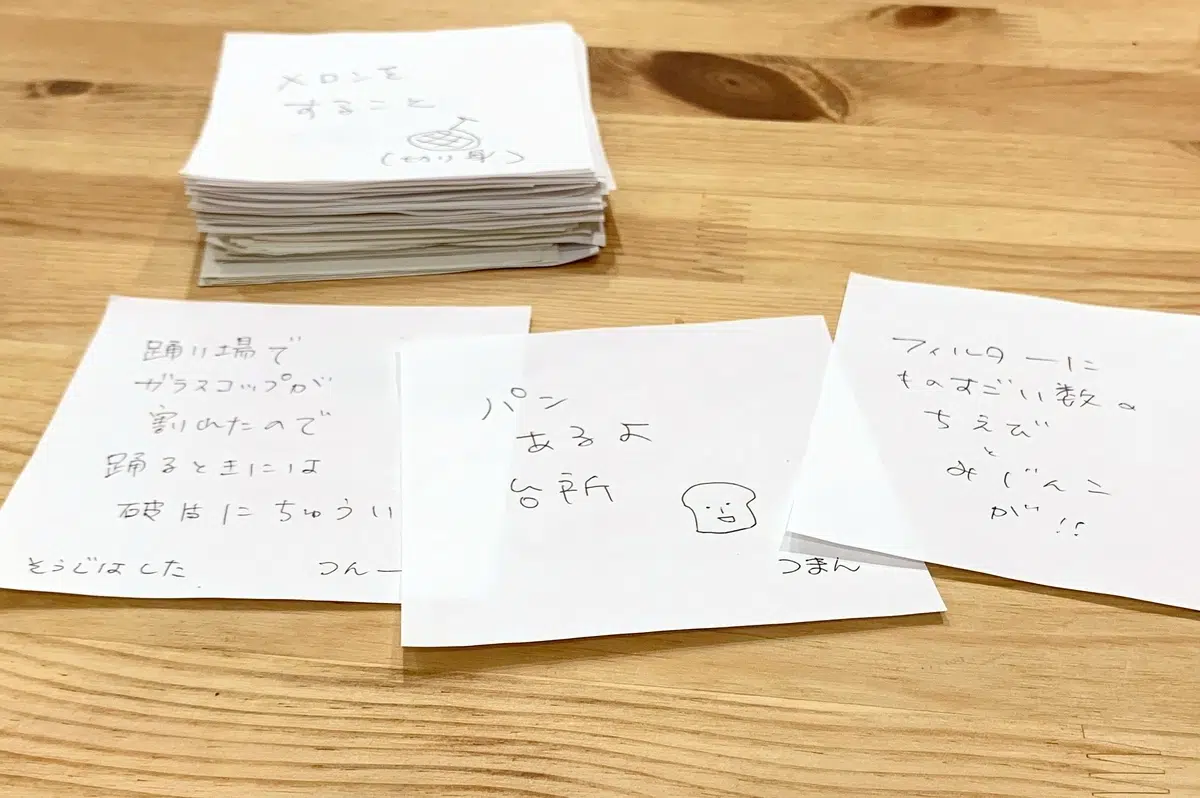 メロンを
すること
(切り身)
踊り場で
ガラスコップが
割れたので
踊るときには
破片にちゅうい
そうじはした
つんー
パン
あるよ
台所
つまん
フィルターに
ものすごい数の
ちえび
と
みじんこ
が!!